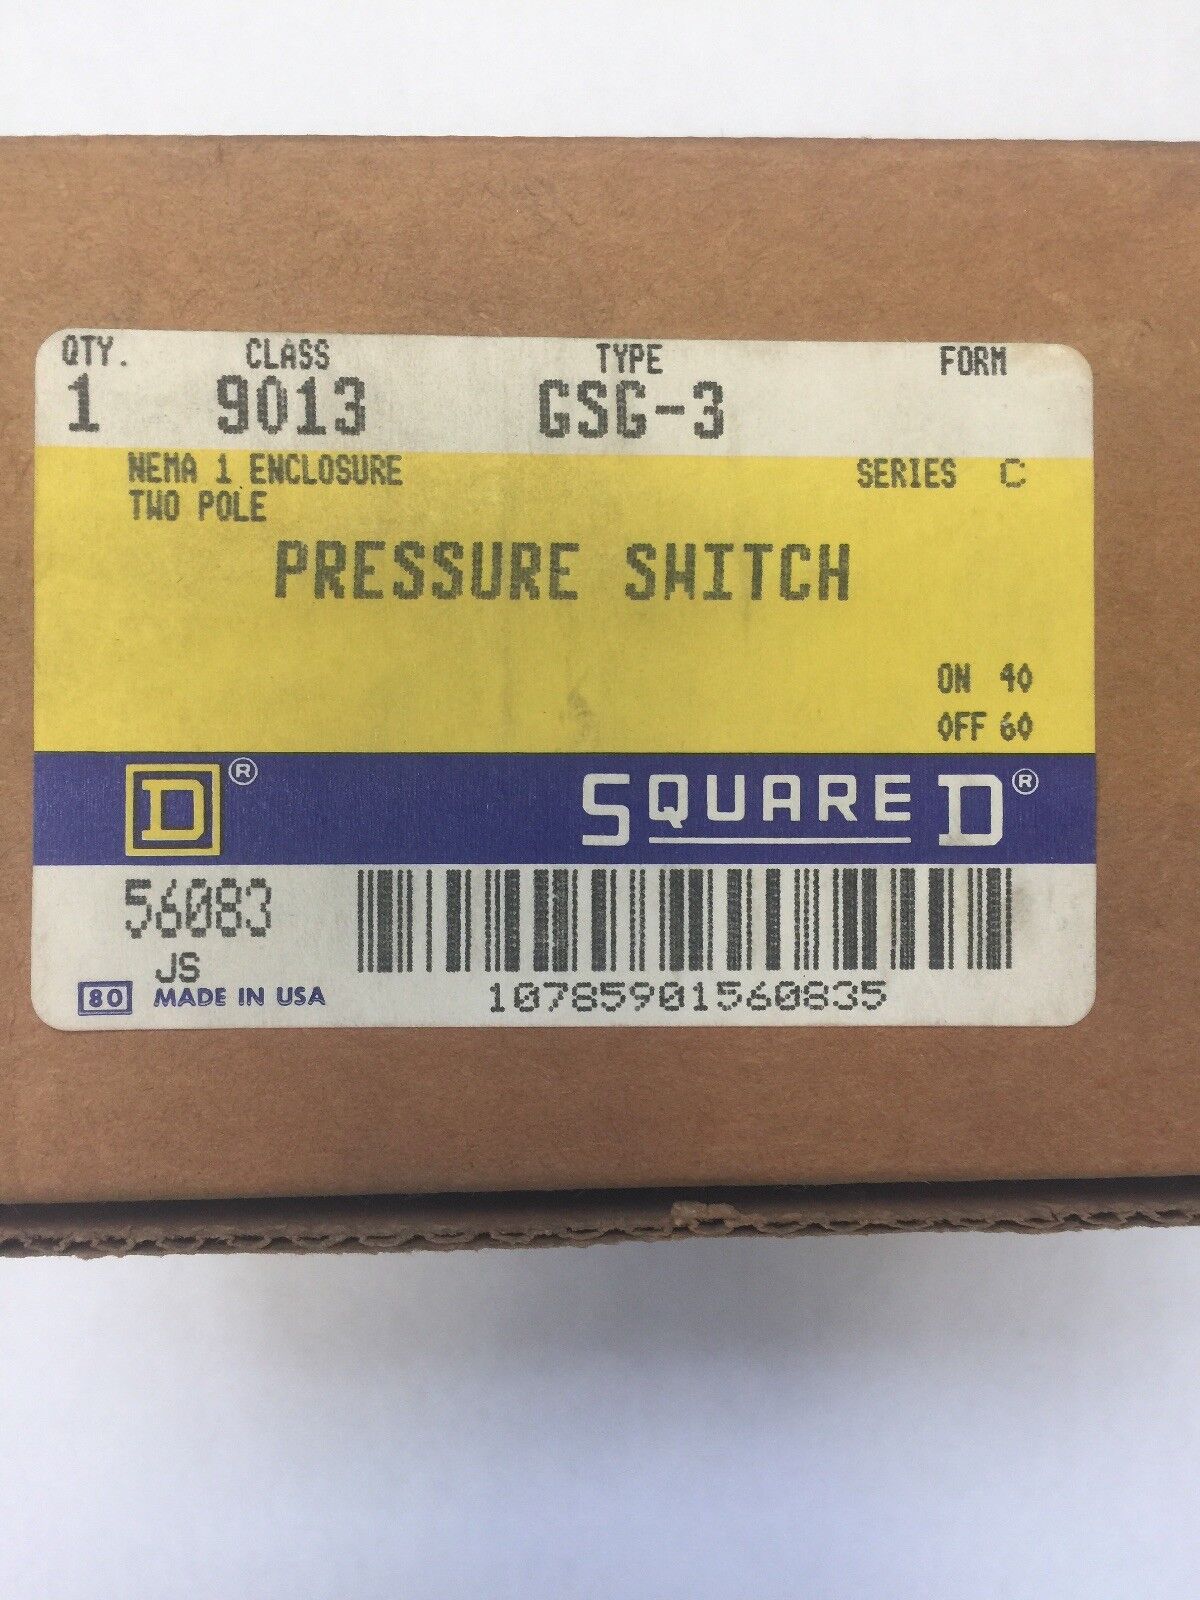 QTY. CLASS TYPE FORM
1 9013 GSG-3
NEMA 1 ENCLOSURE SERIES C
TWO POLE
PRESSURE SWITCH
ON 40
OFF 60
D® SQUARE D®
56083
JS
80 MADE IN USA 10785901560835